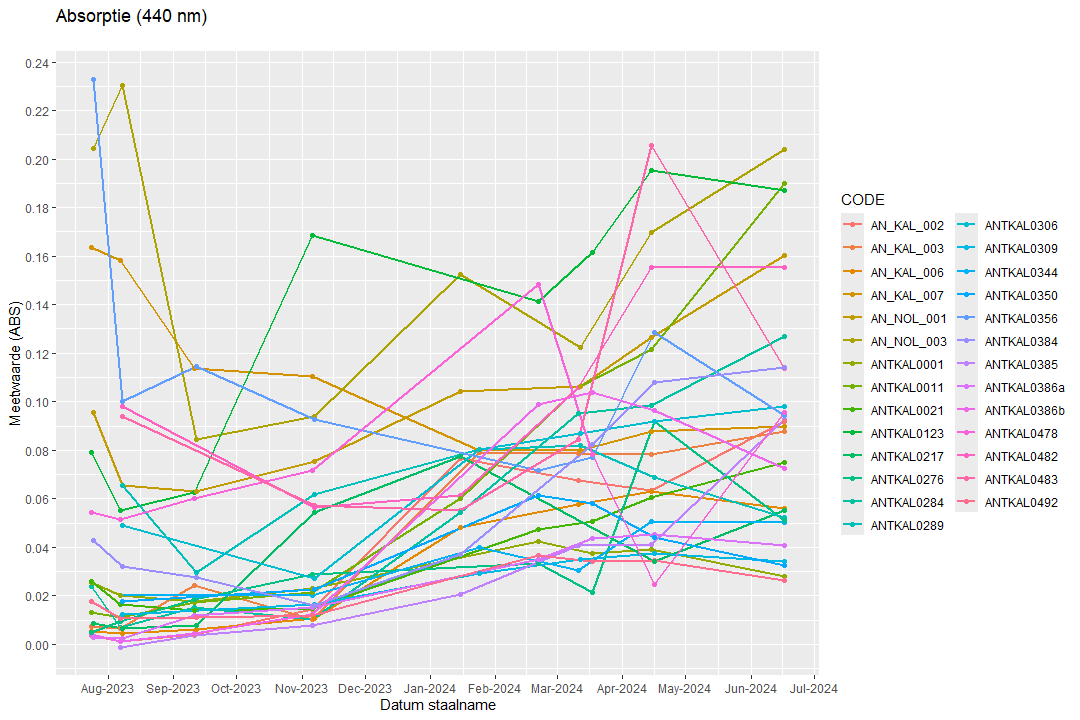 Absorptie (440 nm)
Meetwaarde (ABS)
0.24
0.22
0.20
0.18
0.16
0.14
0.12
0.10
0.08
0.06
0.04
0.02
0.00
Aug-2023 Sep-2023 Oct-2023 Nov-2023 Dec-2023 Jan-2024 Feb-2024 Mar-2024 Apr-2024 May-2024 Jun-2024 Jul-2024
Datum staalname
CODE
AN_KAL_002
AN_KAL_003
AN_KAL_006
AN_KAL_007
AN_NOL_001
AN_NOL_003
ANTKAL0001
ANTKAL0011
ANTKAL0021
ANTKAL0123
ANTKAL0217
ANTKAL0276
ANTKAL0284
ANTKAL0289
ANTKAL0306
ANTKAL0309
ANTKAL0344
ANTKAL0350
ANTKAL0356
ANTKAL0384
ANTKAL0385
ANTKAL0386a
ANTKAL0386b
ANTKAL0478
ANTKAL0482
ANTKAL0483
ANTKAL0492